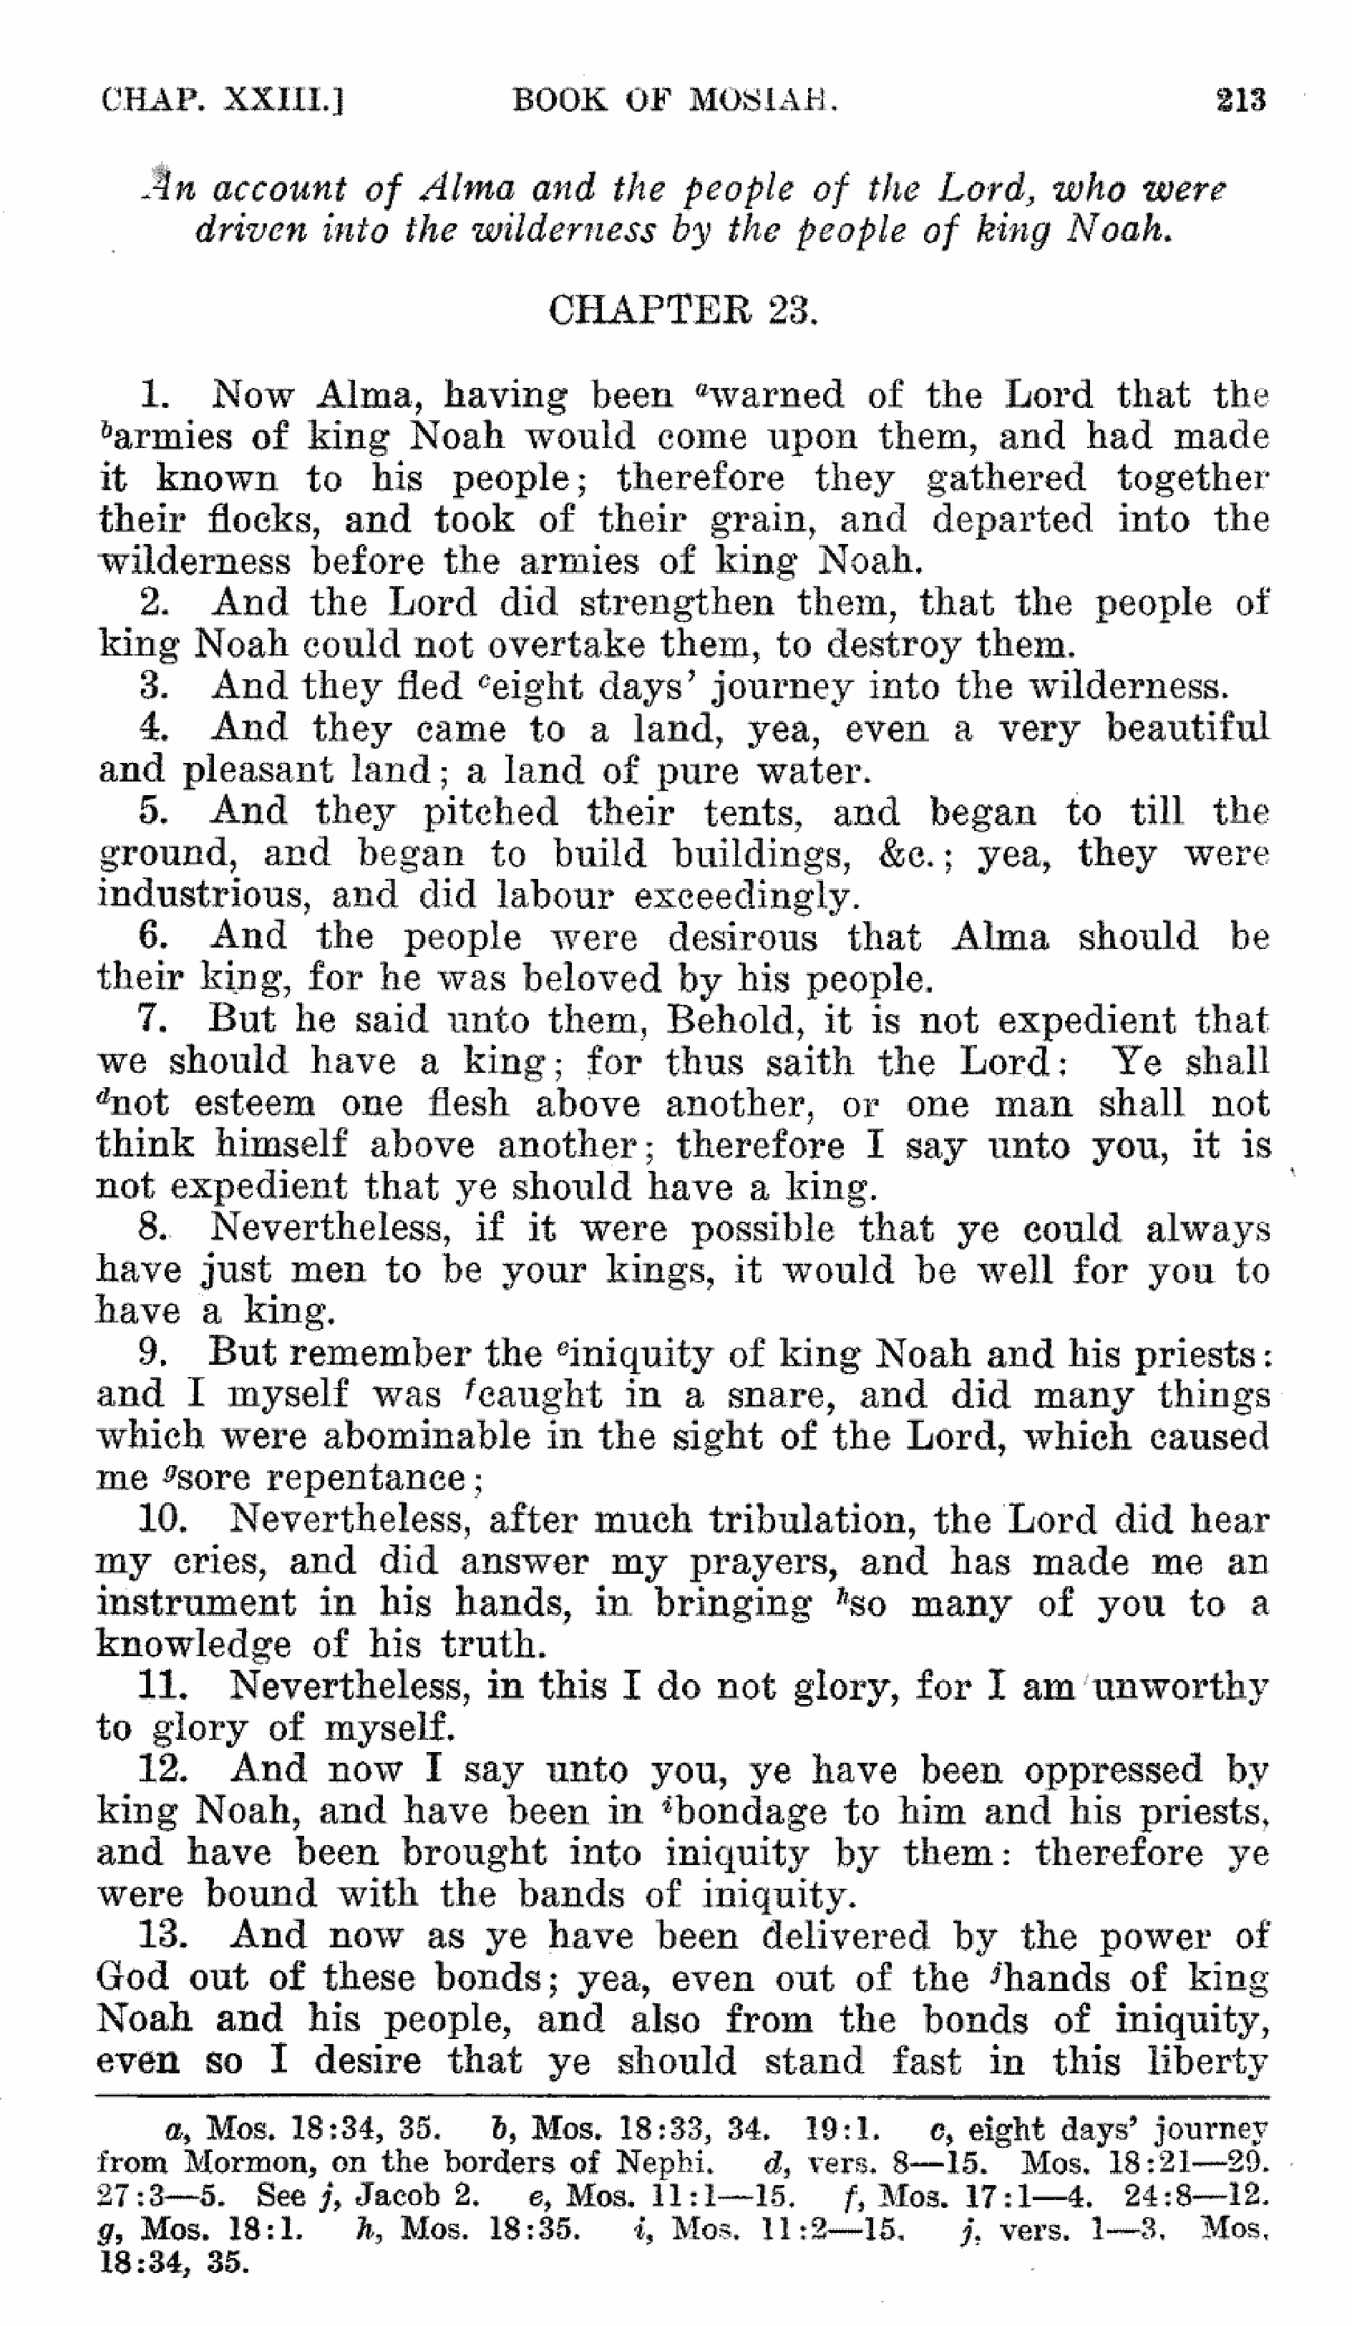 CHAP. XXIII.] BOOK OF MOSIAH. 213
An account of Alma and the people of the Lord, who were
driven into the wilderness by the people of king Noah.
CHAPTER 23.
1. Now Alma, having been ᵃwarned of the Lord that the
ᵇarmies of king Noah would come upon them, and had made
it known to his people; therefore they gathered together
their flocks, and took of their grain, and departed into the
wilderness before the armies of king Noah.
2. And the Lord did strengthen them, that the people of
king Noah could not overtake them, to destroy them.
3. And they fled ᶜeight days' journey into the wilderness.
4. And they came to a land, yea, even a very beautiful
and pleasant land; a land of pure water.
5. And they pitched their tents, and began to till the
ground, and began to build buildings, &c.; yea, they were
industrious, and did labour exceedingly.
6. And the people were desirous that Alma should be
their king, for he was beloved by his people.
7. But he said unto them, Behold, it is not expedient that
we should have a king; for thus saith the Lord: Ye shall
ᵈnot esteem one flesh above another, or one man shall not
think himself above another; therefore I say unto you, it is
not expedient that ye should have a king.
8. Nevertheless, if it were possible that ye could always
have just men to be your kings, it would be well for you to
have a king.
9. But remember the ᵉiniquity of king Noah and his priests:
and I myself was ᶠcaught in a snare, and did many things
which were abominable in the sight of the Lord, which caused
me ᵍsore repentance;
10. Nevertheless, after much tribulation, the Lord did hear
my cries, and did answer my prayers, and has made me an
instrument in his hands, in bringing ʰso many of you to a
knowledge of his truth.
11. Nevertheless, in this I do not glory, for I am unworthy
to glory of myself.
12. And now I say unto you, ye have been oppressed by
king Noah, and have been in ⁱbondage to him and his priests,
and have been brought into iniquity by them: therefore ye
were bound with the bands of iniquity.
13. And now as ye have been delivered by the power of
God out of these bonds; yea, even out of the ʲhands of king
Noah and his people, and also from the bonds of iniquity,
even so I desire that ye should stand fast in this liberty
a, Mos. 18:34, 35. b, Mos. 18:33, 34. 19:1. c, eight days' journey
from Mormon, on the borders of Nephi. d, vers. 8—15. Mos. 18:21—29.
27:3—5. See j, Jacob 2. e, Mos. 11:1—15. f, Mos. 17:1—4. 24:8—12.
g, Mos. 18:1. h, Mos. 18:35. i, Mos. 11:2—15. j, vers. 1—3. Mos.
18:34, 35.